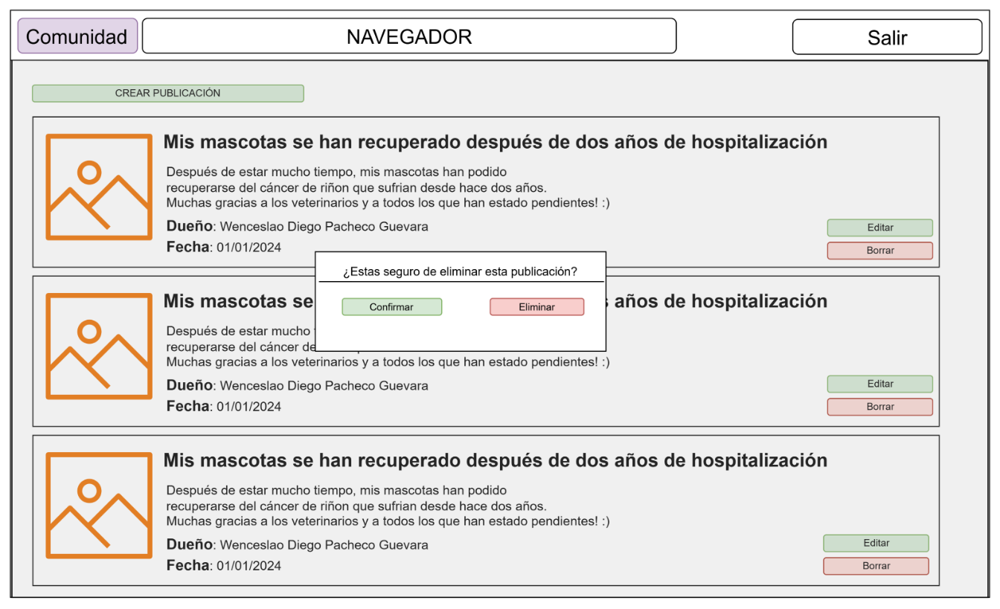 Comunidad
NAVEGADOR
Salir
CREAR PUBLICACIÓN
Mis mascotas se han recuperado después de dos años de hospitalización
Después de estar mucho tiempo, mis mascotas han podido
recuperarse del cáncer de riñon que sufrian desde hace dos años.
Muchas gracias a los veterinarios y a todos los que han estado pendientes! :)
Dueño: Wenceslao Diego Pacheco Guevara
Fecha: 01/01/2024
Editar
Borrar
¿Estas seguro de eliminar esta publicación?
Confirmar
Eliminar
Mis mascotas se años de hospitalización
Después de estar mucho
recuperarse del cáncer de
Muchas gracias a los veterinarios y a todos los que han estado pendientes! :)
Dueño: Wenceslao Diego Pacheco Guevara
Fecha: 01/01/2024
Editar
Borrar
Mis mascotas se han recuperado después de dos años de hospitalización
Después de estar mucho tiempo, mis mascotas han podido
recuperarse del cáncer de riñon que sufrian desde hace dos años.
Muchas gracias a los veterinarios y a todos los que han estado pendientes! :)
Dueño: Wenceslao Diego Pacheco Guevara
Fecha: 01/01/2024
Editar
Borrar